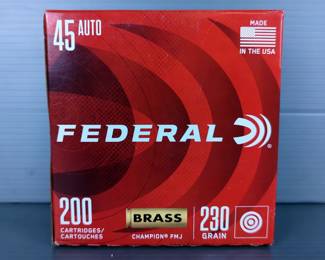 45 AUTO
MADE
IN THE USA
FEDERAL®
200
CARTRIDGES/
CARTOUCHES
BRASS
CHAMPION® FMJ
230
GRAIN